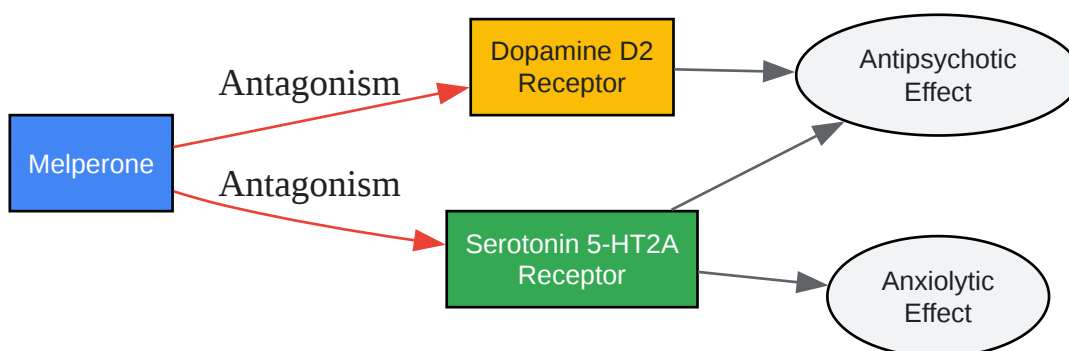 Melperone
Antagonism
Antagonism
Dopamine D2
Receptor
Serotonin 5-HT2A
Receptor
Antipsychotic
Effect
Anxiolytic
Effect